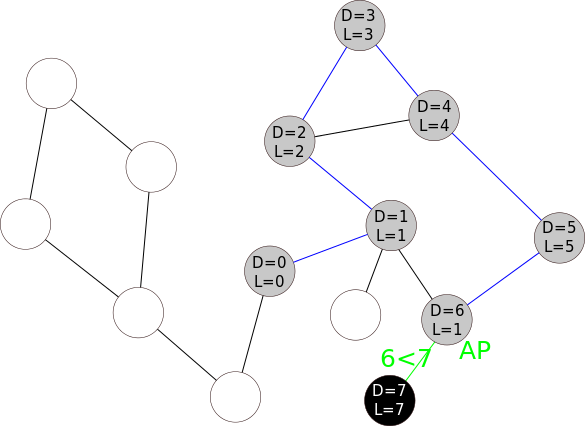 D=3
L=3
D=4
L=4
D=2
L=2
D=1
L=1
D=5
L=5
D=0
L=0
D=6
L=1
6<7
AP
D=7
L=7